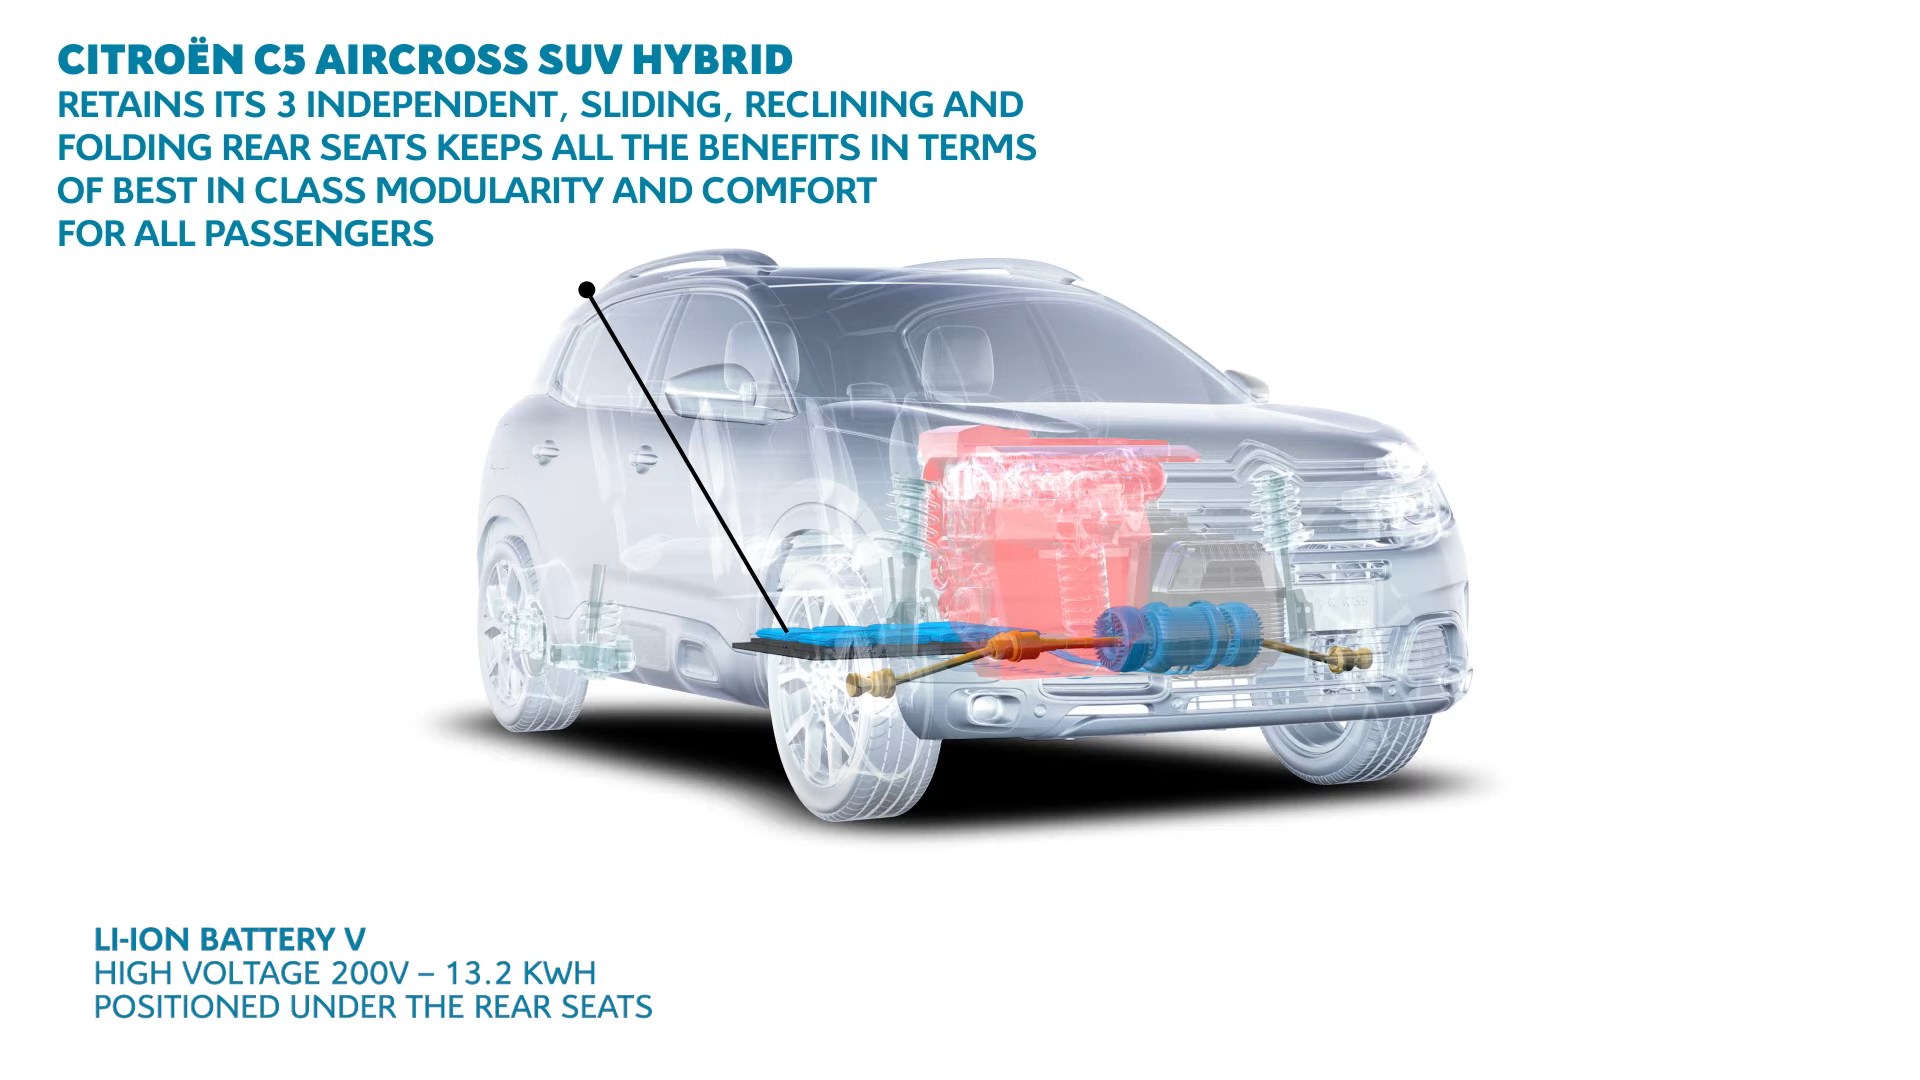 CITROËN C5 AIRCROSS SUV HYBRID
RETAINS ITS 3 INDEPENDENT, SLIDING, RECLINING AND
FOLDING REAR SEATS KEEPS ALL THE BENEFITS IN TERMS
OF BEST IN CLASS MODULARITY AND COMFORT
FOR ALL PASSENGERS
LI-ION BATTERY V
HIGH VOLTAGE 200V – 13.2 KWH
POSITIONED UNDER THE REAR SEATS